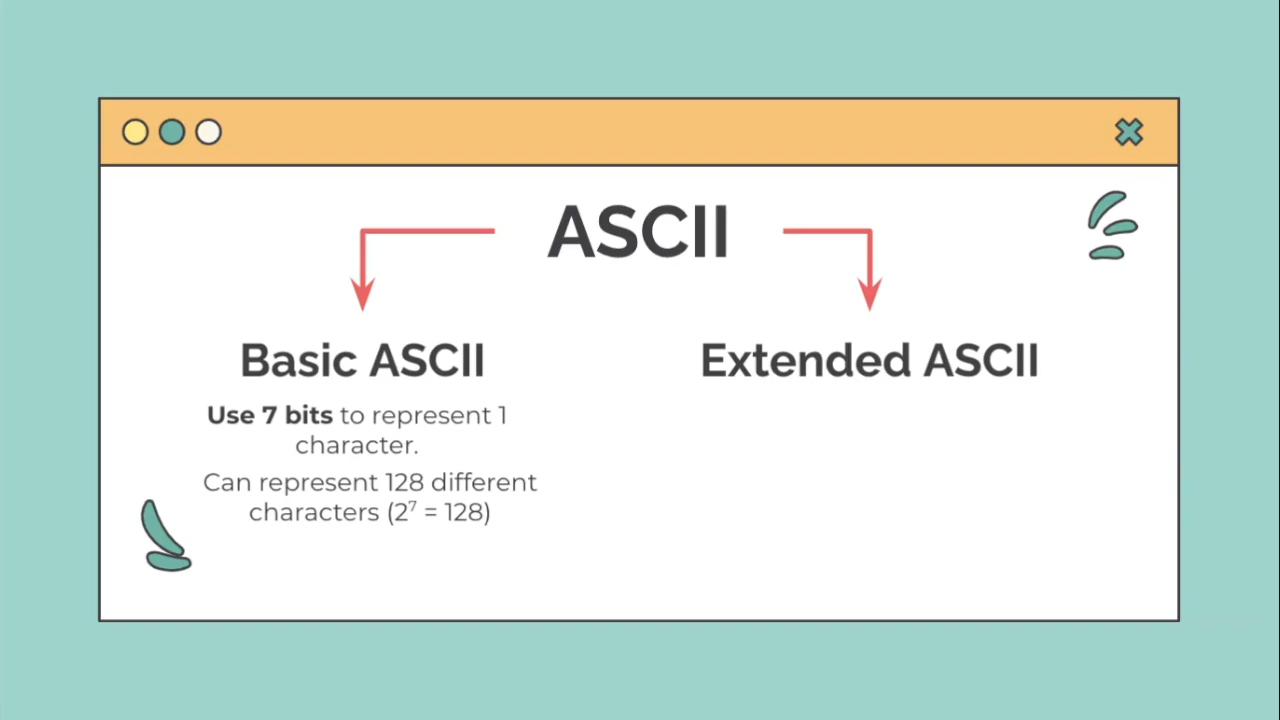 ASCII
Basic ASCII
Extended ASCII
Use 7 bits to represent 1
character.
Can represent 128 different
characters (2⁷ = 128)